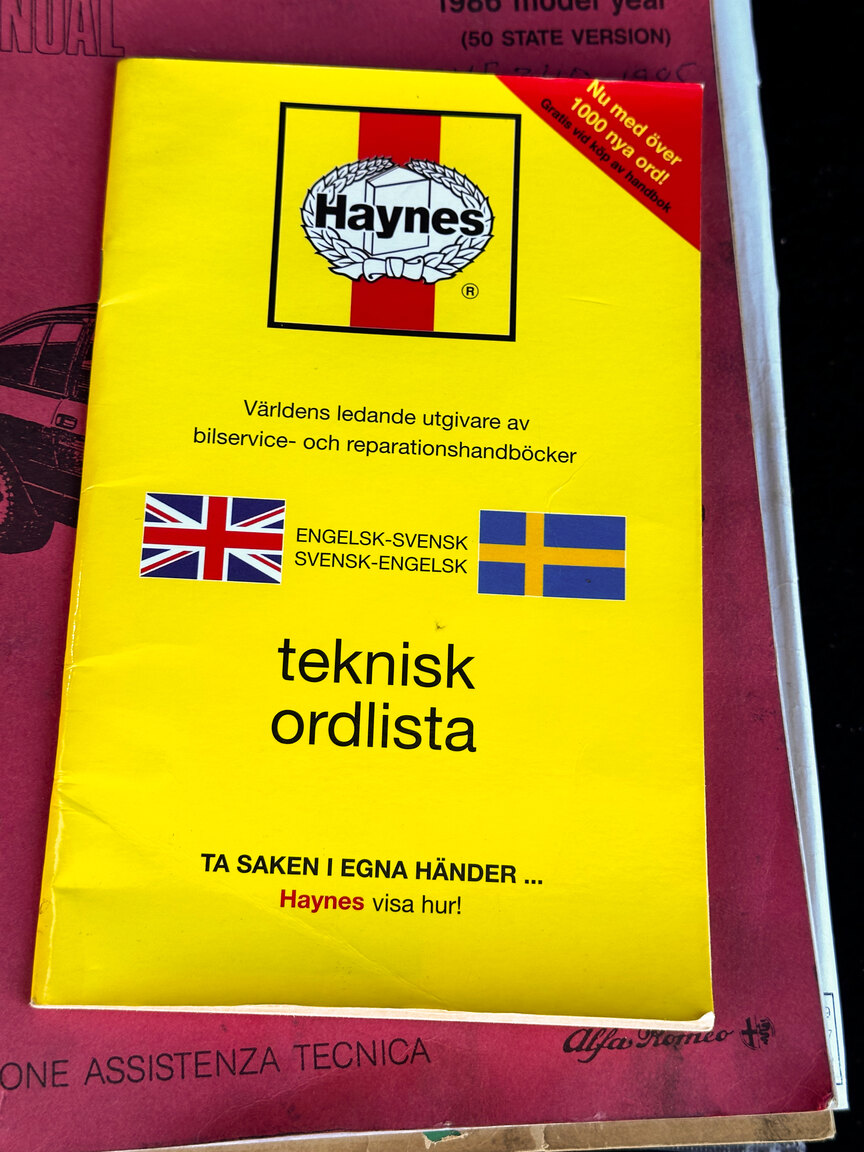 NUAL
1986 model year
(50 STATE VERSION)
Nu med över
1000 nya ord!
Gratis vid köp av handbok
Haynes
®
Världens ledande utgivare av
bilservice- och reparationshandböcker
ENGELSK-SVENSK
SVENSK-ENGELSK
teknisk
ordlista
TA SAKEN I EGNA HÄNDER ...
Haynes visa hur!
Alfa Romeo
ONE ASSISTENZA TECNICA